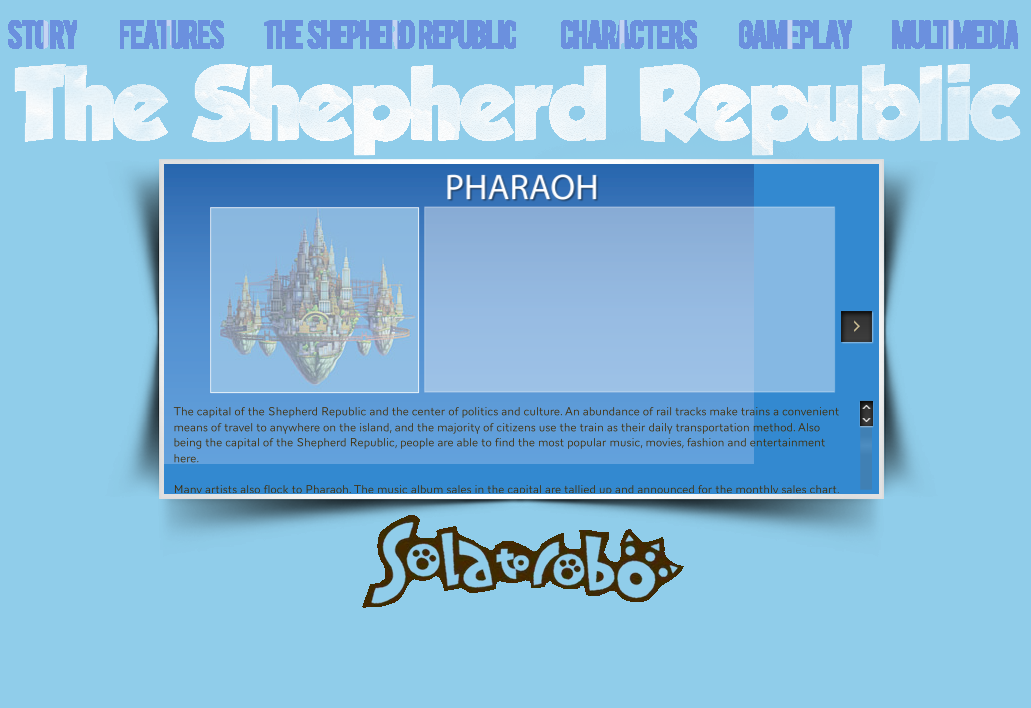 STORY FEATURES THE SHEPHERD REPUBLIC CHARACTERS GAMEPLAY MULTIMEDIA
The Shepherd Republic
PHARAOH
The capital of the Shepherd Republic and the center of politics and culture. An abundance of rail tracks make trains a convenient
means of travel to anywhere on the island, and the majority of citizens use the train as their daily transportation method. Also
being the capital of the Shepherd Republic, people are able to find the most popular music, movies, fashion and entertainment
here.
Many artists also flock to Pharaoh. The music album sales in the capital are tallied up and announced for the monthly sales chart.
Solatorobo